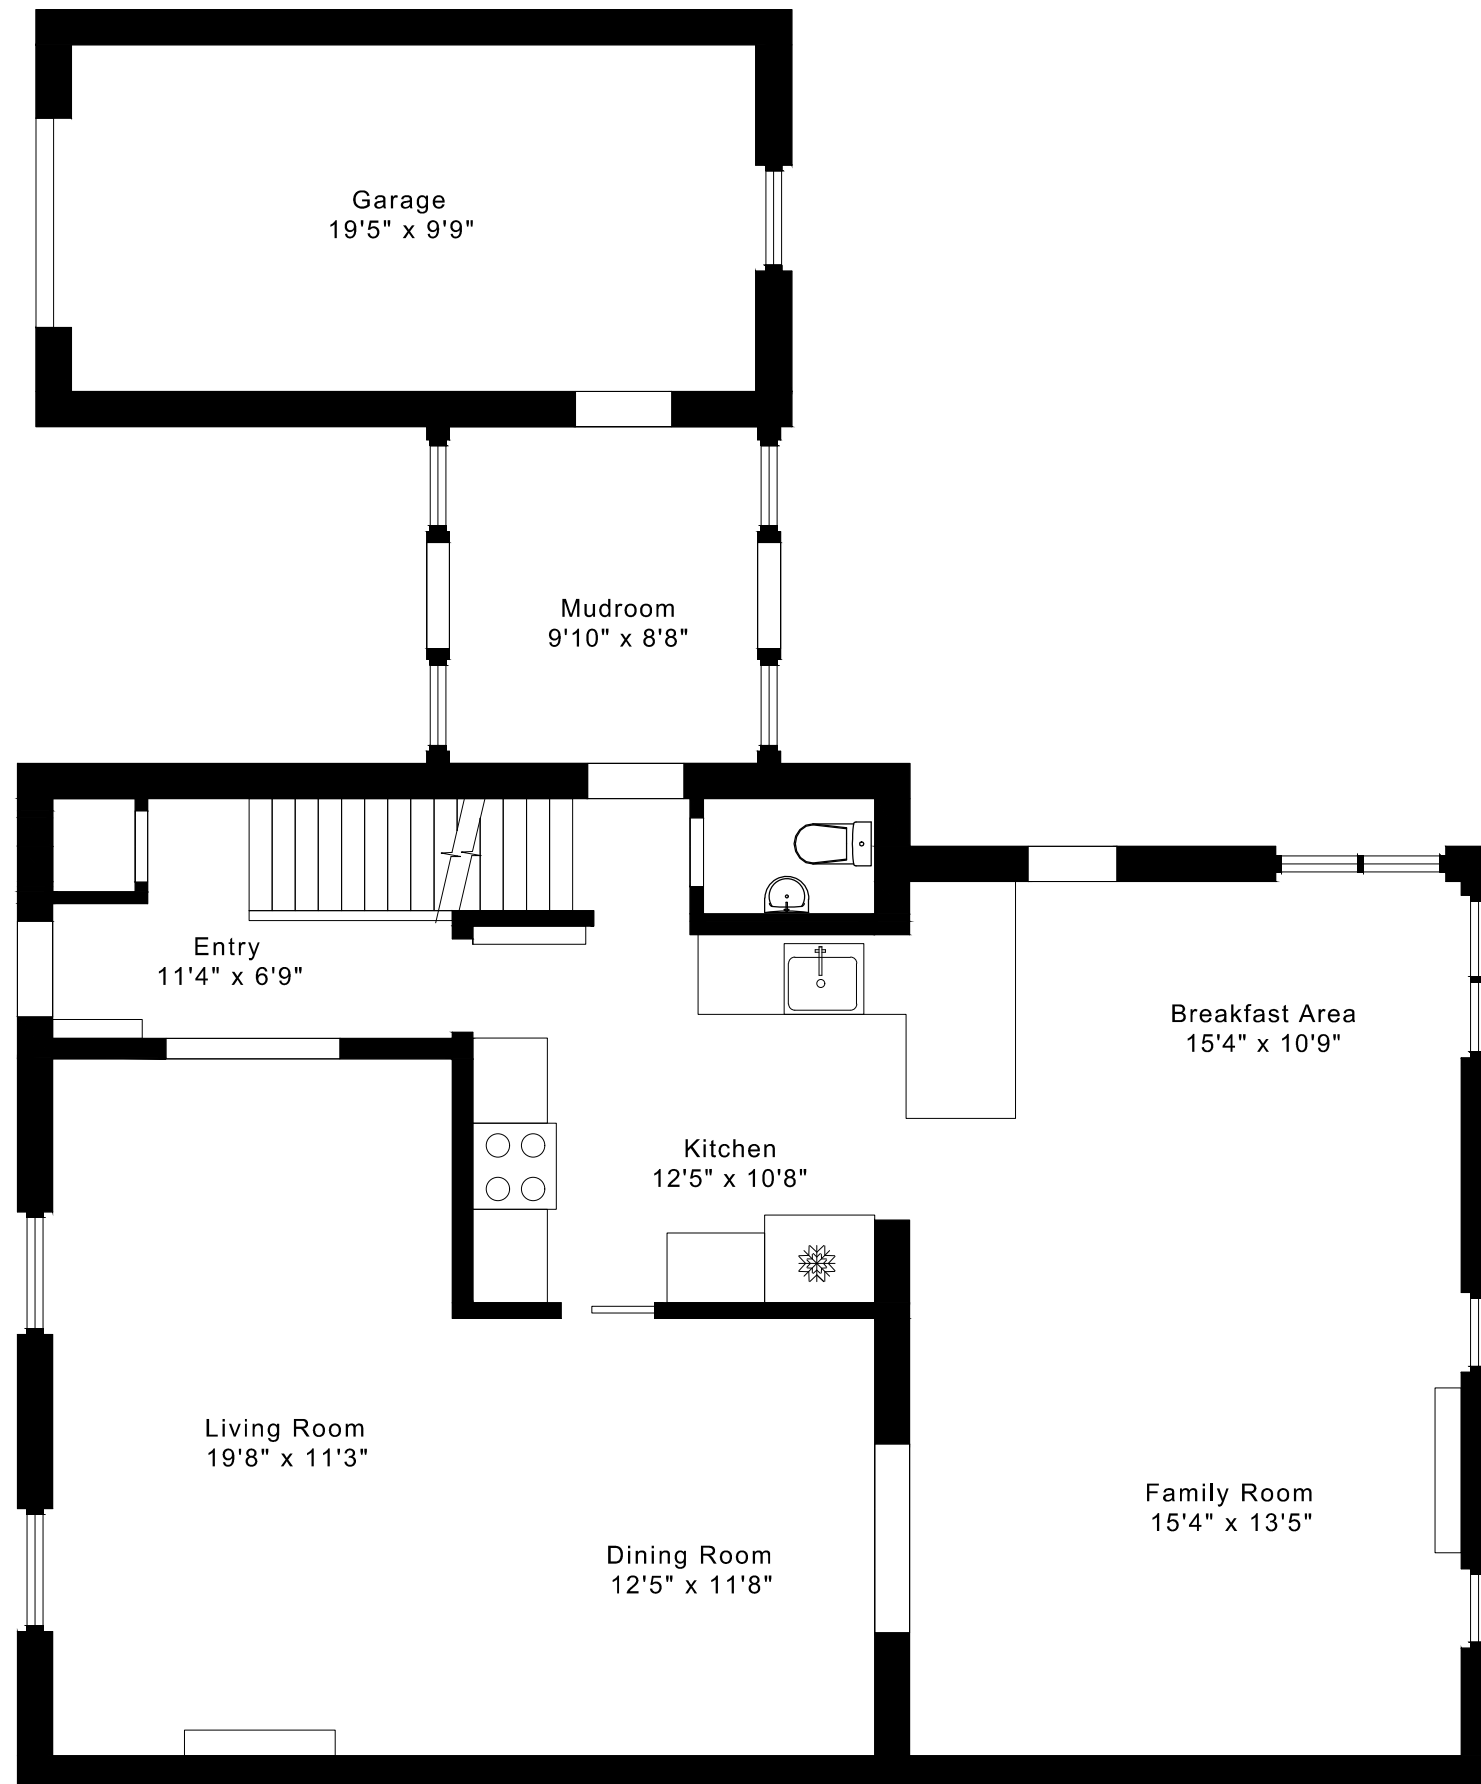 Garage
19'5" x 9'9"
Mudroom
9'10" x 8'8"
Entry
11'4" x 6'9"
Breakfast Area
15'4" x 10'9"
Kitchen
12'5" x 10'8"
Living Room
19'8" x 11'3"
Family Room
15'4" x 13'5"
Dining Room
12'5" x 11'8"